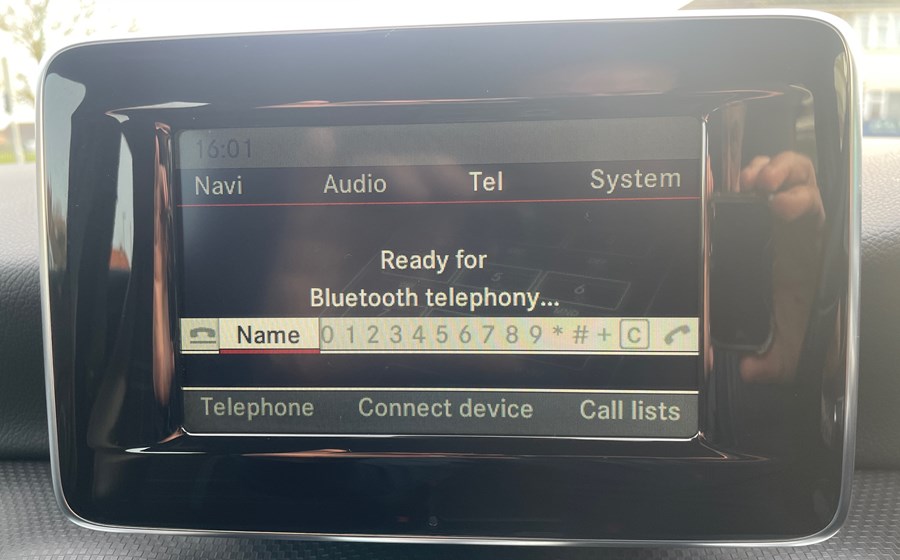 16:01
Navi Audio Tel System
Ready for
Bluetooth telephony...
Name 0 1 2 3 4 5 6 7 8 9 * # + C
Telephone Connect device Call lists